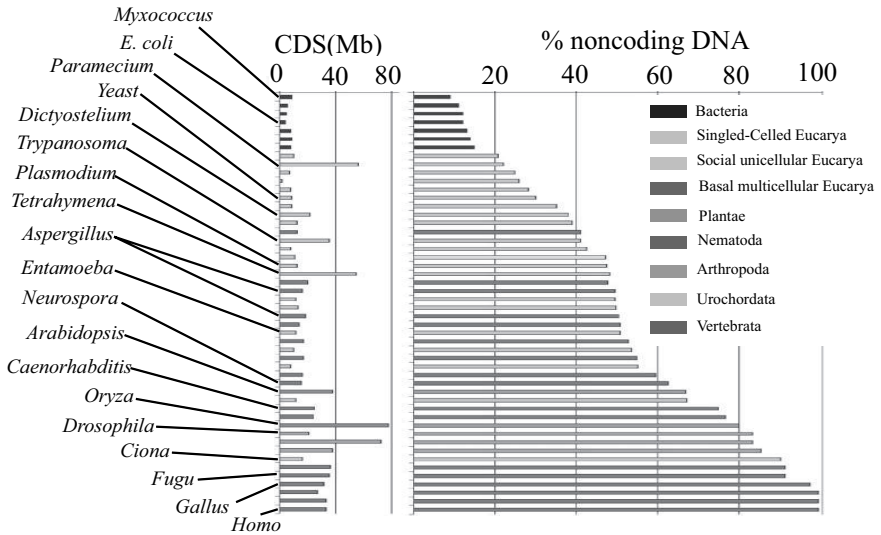 Myxococcus
E. coli
Paramecium
Yeast
Dictyostelium
Trypanosoma
Plasmodium
Tetrahymena
Aspergillus
Entamoeba
Neurospora
Arabidopsis
Caenorhabditis
Oryza
Drosophila
Ciona
Fugu
Gallus
Homo
CDS(Mb)
0 40 80
% noncoding DNA
20 40 60 80 100
Bacteria
Singled-Celled Eucarya
Social unicellular Eucarya
Basal multicellular Eucarya
Plantae
Nematoda
Arthropoda
Urochordata
Vertebrata